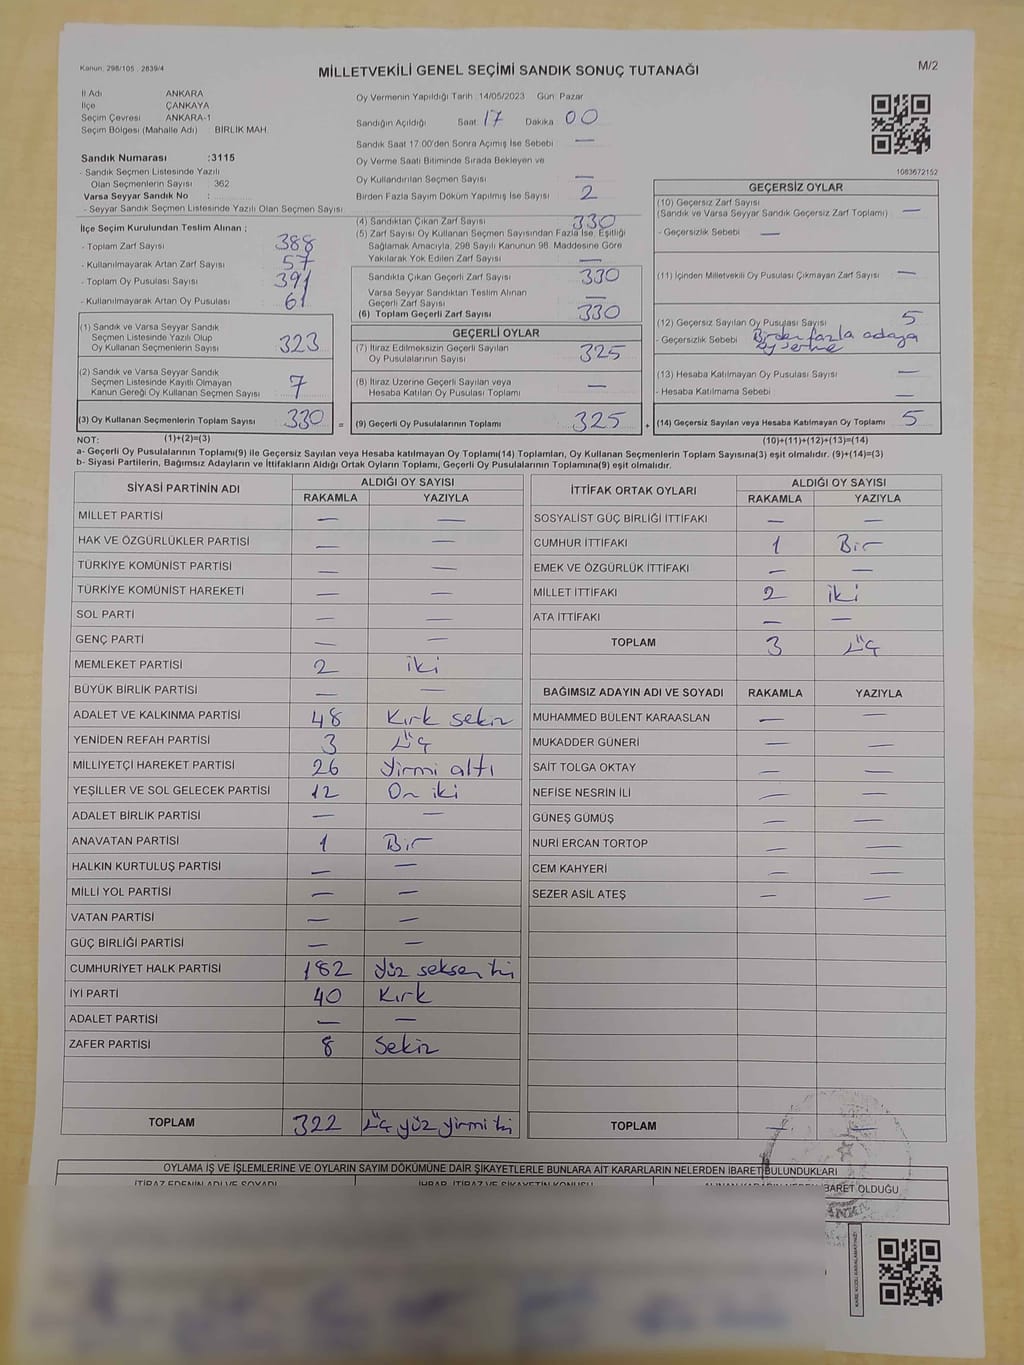 Kanun: 298/105 2839/4
MİLLETVEKİLİ GENEL SEÇİMİ SANDIK SONUÇ TUTANAĞI
M/2
İl Adı ANKARA
İlçe ÇANKAYA
Seçim Çevresi ANKARA-1
Seçim Bölgesi (Mahalle Adı) BİRLİK MAH.
Sandık Numarası :3115
- Sandık Seçmen Listesinde Yazılı
Olan Seçmenlerin Sayısı : 362
Varsa Seyyar Sandık No :
- Seyyar Sandık Seçmen Listesinde Yazılı Olan Seçmen Sayısı
Oy Vermenin Yapıldığı Tarih :14/05/2023 Gün: Pazar
Sandığın Açıldığı Saat 17 Dakika 00
Sandık Saat 17:00'den Sonra Açımış İse Sebebi —
Oy Verme Saati Bitiminde Sırada Bekleyen ve
Oy Kullandırılan Seçmen Sayısı —
Birden Fazla Sayım Döküm Yapılmış İse Sayısı 2
1083672152
İlçe Seçim Kurulundan Teslim Alınan ;
- Toplam Zarf Sayısı 388
- Kullanılmayarak Artan Zarf Sayısı 57
- Toplam Oy Pusulası Sayısı 391
- Kullanılmayarak Artan Oy Pusulası 61
(1) Sandık ve Varsa Seyyar Sandık
Seçmen Listesinde Yazılı Olup
Oy Kullanan Seçmenlerin Sayısı 323
(2) Sandık ve Varsa Seyyar Sandık
Seçmen Listesinde Kayıtlı Olmayan
Kanun Gereği Oy Kullanan Seçmen Sayısı 7
(3) Oy Kullanan Seçmenlerin Toplam Sayısı 330 =
(1)+(2)=(3)
(4) Sandıktan Çıkan Zarf Sayısı 330
(5) Zarf Sayısı Oy Kullanan Seçmen Sayısından Fazla İse, Eşitliği
Sağlamak Amacıyla, 298 Sayılı Kanunun 98. Maddesine Göre
Yakılarak Yok Edilen Zarf Sayısı —
Sandıkta Çıkan Geçerli Zarf Sayısı 330
Varsa Seyyar Sandıktan Teslim Alınan
Geçerli Zarf Sayısı —
(6) Toplam Geçerli Zarf Sayısı 330
GEÇERLİ OYLAR
(7) İtiraz Edilmeksizin Geçerli Sayılan
Oy Pusulalarının Sayısı 325
(8) İtiraz Üzerine Geçerli Sayılan veya
Hesaba Katılan Oy Pusulası Toplamı —
(9) Geçerli Oy Pusulalarının Toplamı 325 +
GEÇERSİZ OYLAR
(10) Geçersiz Zarf Sayısı
(Sandık ve Varsa Seyyar Sandık Geçersiz Zarf Toplamı) —
- Geçersizlik Sebebi —
(11) İçinden Milletvekili Oy Pusulası Çıkmayan Zarf Sayısı —
(12) Geçersiz Sayılan Oy Pusulası Sayısı 5
- Geçersizlik Sebebi Birden fazla adaya
oy verme
(13) Hesaba Katılmayan Oy Pusulası Sayısı —
- Hesaba Katılmama Sebebi —
(14) Geçersiz Sayılan veya Hesaba Katılmayan Oy Toplamı 5
(10)+(11)+(12)+(13)=(14)
NOT:
a- Geçerli Oy Pusulalarının Toplamı(9) ile Geçersiz Sayılan veya Hesaba katılmayan Oy Toplamı(14) Toplamları, Oy Kullanan Seçmenlerin Toplam Sayısına(3) eşit olmalıdır. (9)+(14)=(3)
b- Siyasi Partilerin, Bağımsız Adayların ve İttifakların Aldığı Ortak Oyların Toplamı, Geçerli Oy Pusulalarının Toplamına(9) eşit olmalıdır.
SİYASİ PARTİNİN ADI ALDIĞI OY SAYISI
RAKAMLA YAZIYLA
MİLLET PARTİSİ — —
HAK VE ÖZGÜRLÜKLER PARTİSİ — —
TÜRKİYE KOMÜNİST PARTİSİ — —
TÜRKİYE KOMÜNİST HAREKETİ — —
SOL PARTİ — —
GENÇ PARTİ — —
MEMLEKET PARTİSİ 2 iki
BÜYÜK BİRLİK PARTİSİ — —
ADALET VE KALKINMA PARTİSİ 48 Kırk sekiz
YENİDEN REFAH PARTİSİ 3 Üç
MİLLİYETÇİ HAREKET PARTİSİ 26 Yirmi altı
YEŞİLLER VE SOL GELECEK PARTİSİ 12 On iki
ADALET BİRLİK PARTİSİ — —
ANAVATAN PARTİSİ 1 Bir
HALKIN KURTULUŞ PARTİSİ — —
MİLLİ YOL PARTİSİ — —
VATAN PARTİSİ — —
GÜÇ BİRLİĞİ PARTİSİ — —
CUMHURİYET HALK PARTİSİ 182 Yüz seksen iki
İYİ PARTİ 40 Kırk
ADALET PARTİSİ — —
ZAFER PARTİSİ 8 Sekiz
TOPLAM 322 Üç yüz yirmi iki
İTTİFAK ORTAK OYLARI ALDIĞI OY SAYISI
RAKAMLA YAZIYLA
SOSYALİST GÜÇ BİRLİĞİ İTTİFAKI — —
CUMHUR İTTİFAKI 1 Bir
EMEK VE ÖZGÜRLÜK İTTİFAKI — —
MİLLET İTTİFAKI 2 iki
ATA İTTİFAKI — —
TOPLAM 3 Üç
BAĞIMSIZ ADAYIN ADI VE SOYADI RAKAMLA YAZIYLA
MUHAMMED BÜLENT KARAASLAN — —
MUKADDER GÜNERİ — —
SAİT TOLGA OKTAY — —
NEFİSE NESRİN İLİ — —
GÜNEŞ GÜMÜŞ — —
NURİ ERCAN TORTOP — —
CEM KAHYERİ — —
SEZER ASİL ATEŞ — —
TOPLAM — —
OYLAMA İŞ VE İŞLEMLERİNE VE OYLARIN SAYIM DÖKÜMÜNE DAİR ŞİKAYETLERLE BUNLARA AİT KARARLARIN NELERDEN İBARET BULUNDUKLARI
İTİRAZ EDENİN ADI VE SOYADI İHBAR, İTİRAZ VE ŞİKAYETİN KONUSU ALINAN KARARIN NEDEN İBARET OLDUĞU